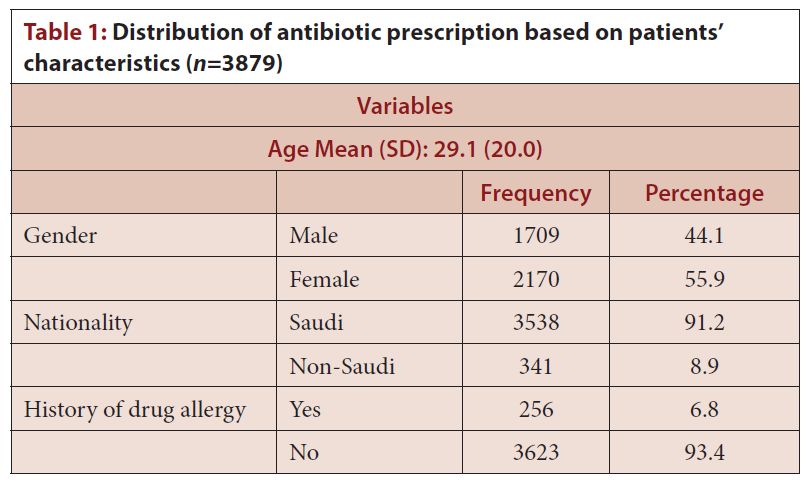 Table 1: Distribution of antibiotic prescription based on patients’
characteristics (n=3879)
Variables
Age Mean (SD): 29.1 (20.0)
Frequency Percentage
Gender Male 1709 44.1
Female 2170 55.9
Nationality Saudi 3538 91.2
Non-Saudi 341 8.9
History of drug allergy Yes 256 6.8
No 3623 93.4